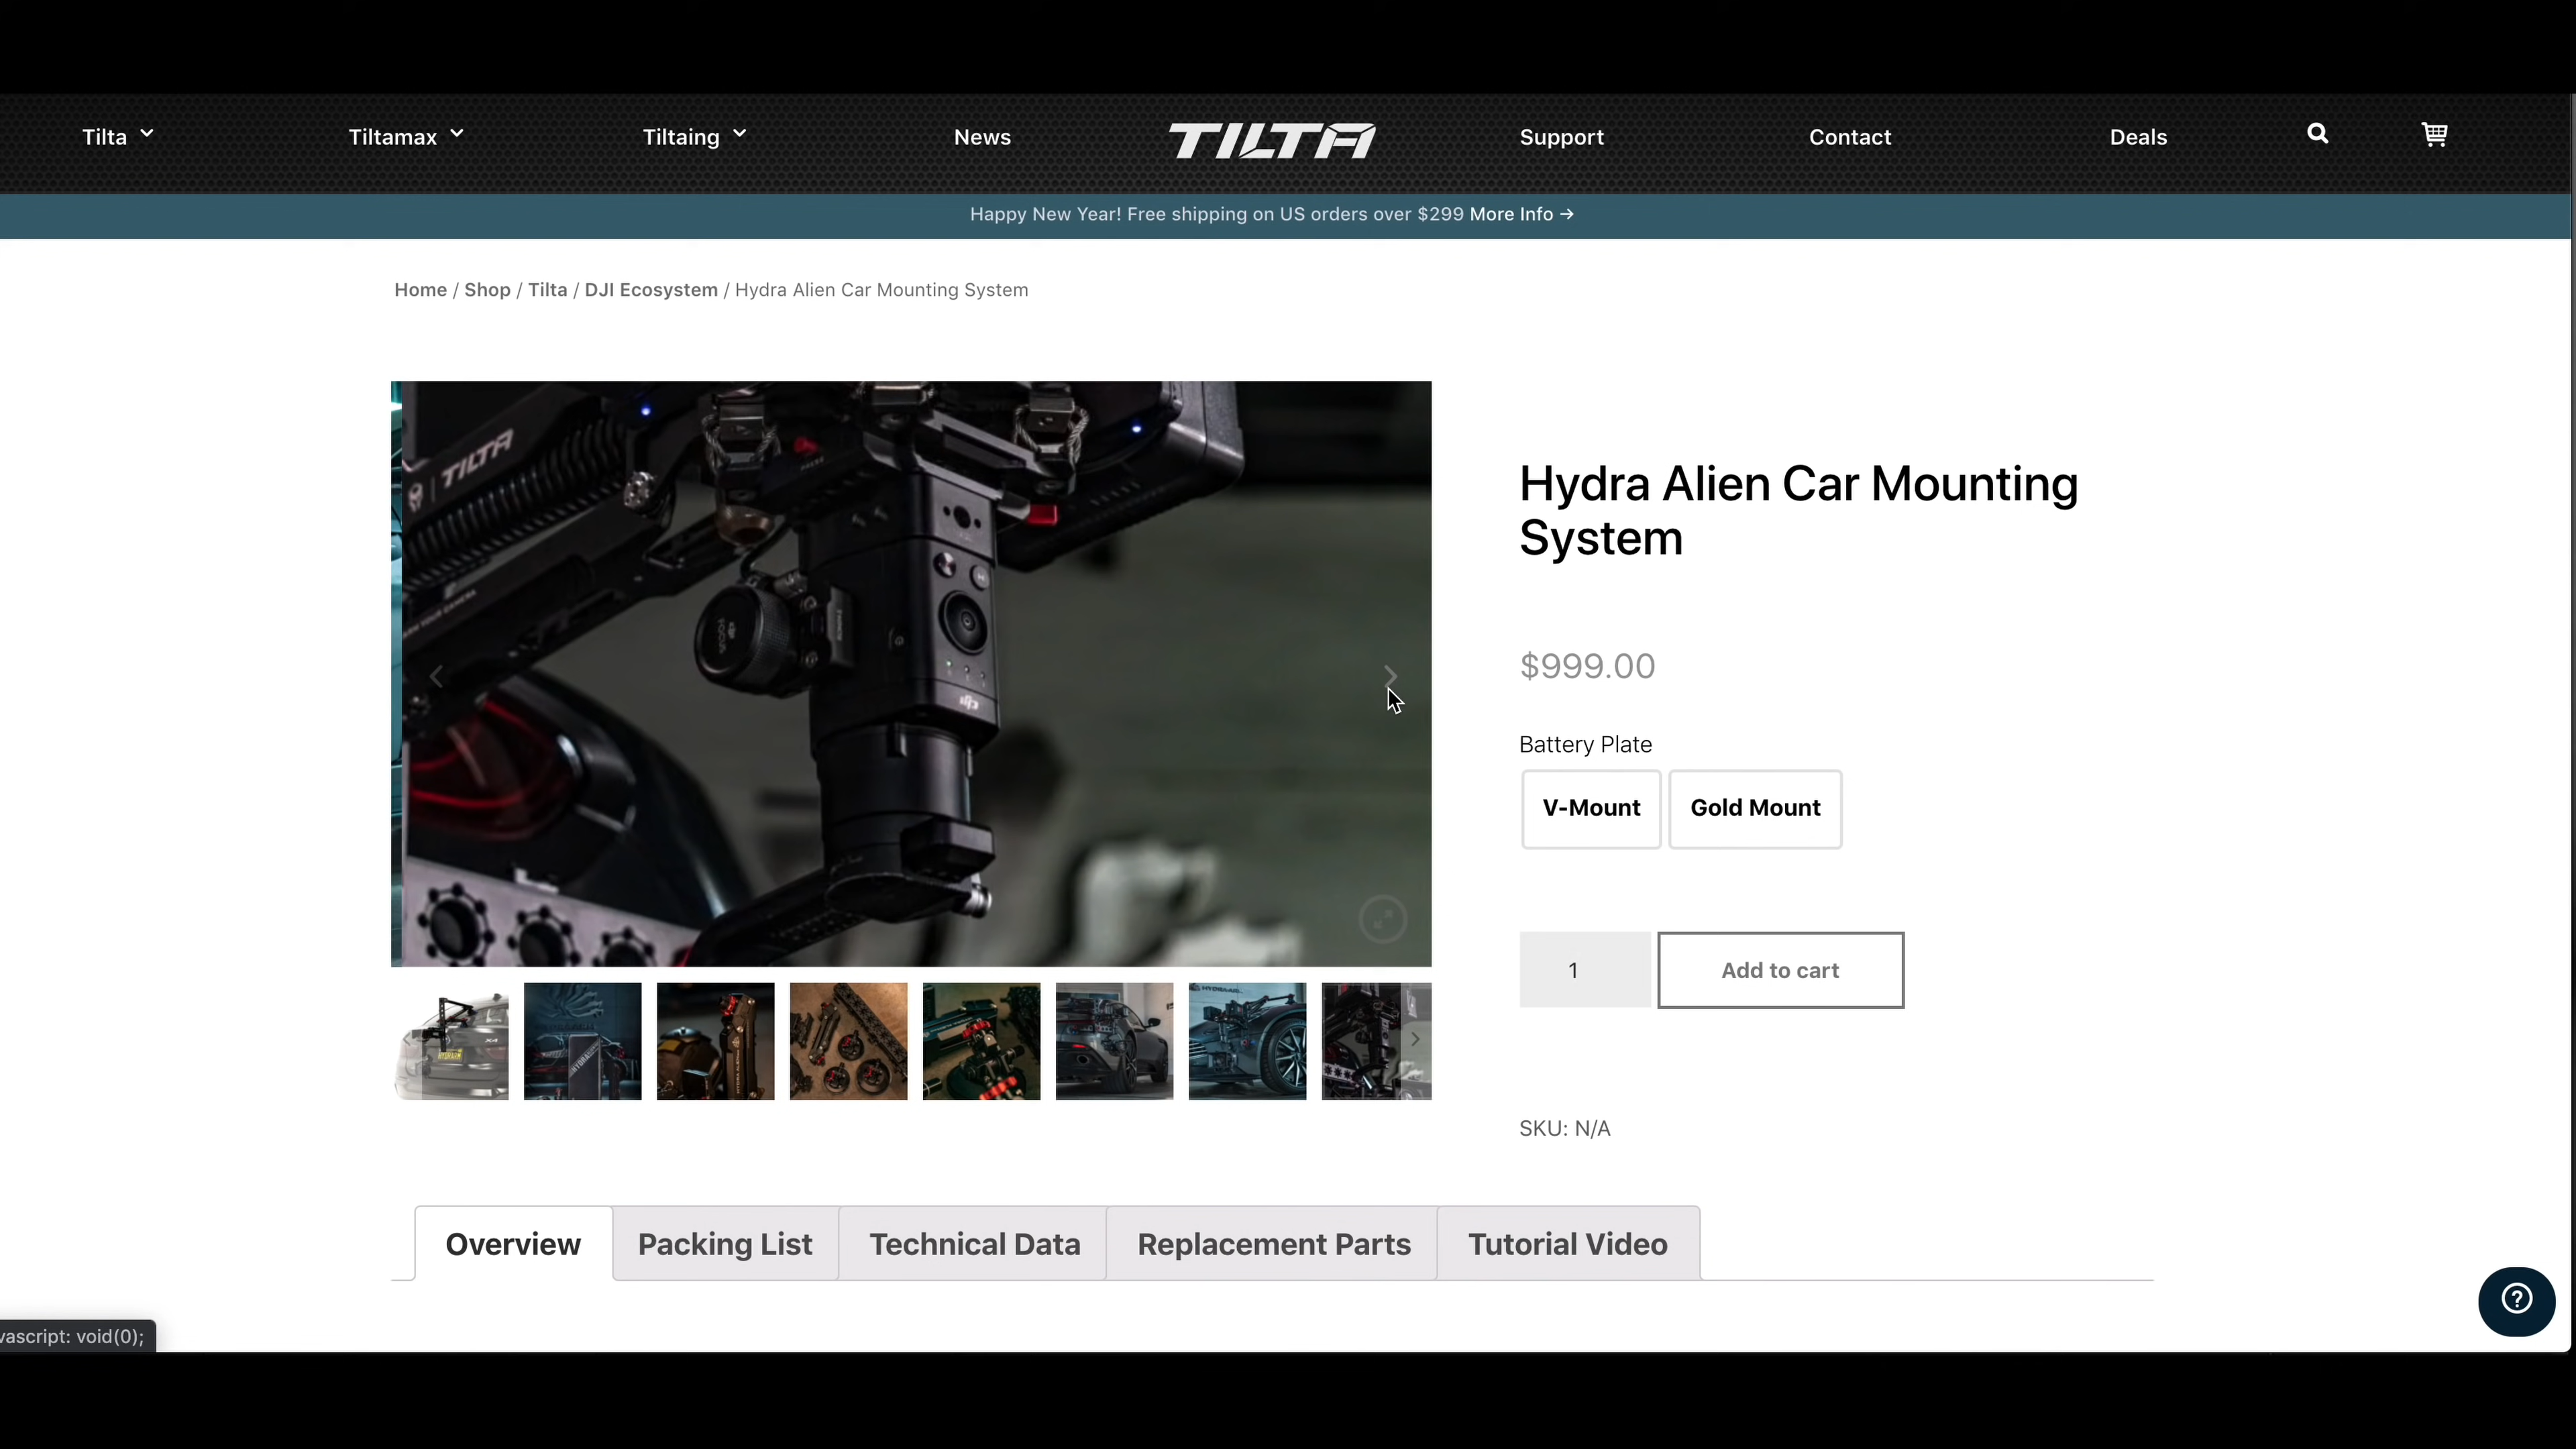 Tilta
Tiltamax
Tiltaing
News
TILTA
Support
Contact
Deals
Happy New Year! Free shipping on US orders over $299 More Info →
Home / Shop / Tilta / DJI Ecosystem / Hydra Alien Car Mounting System
TILTA
Hydra Alien Car Mounting
System
$999.00
Battery Plate
V-Mount
Gold Mount
1
Add to cart
SKU: N/A
Overview
Packing List
Technical Data
Replacement Parts
Tutorial Video
vascript: void(0);